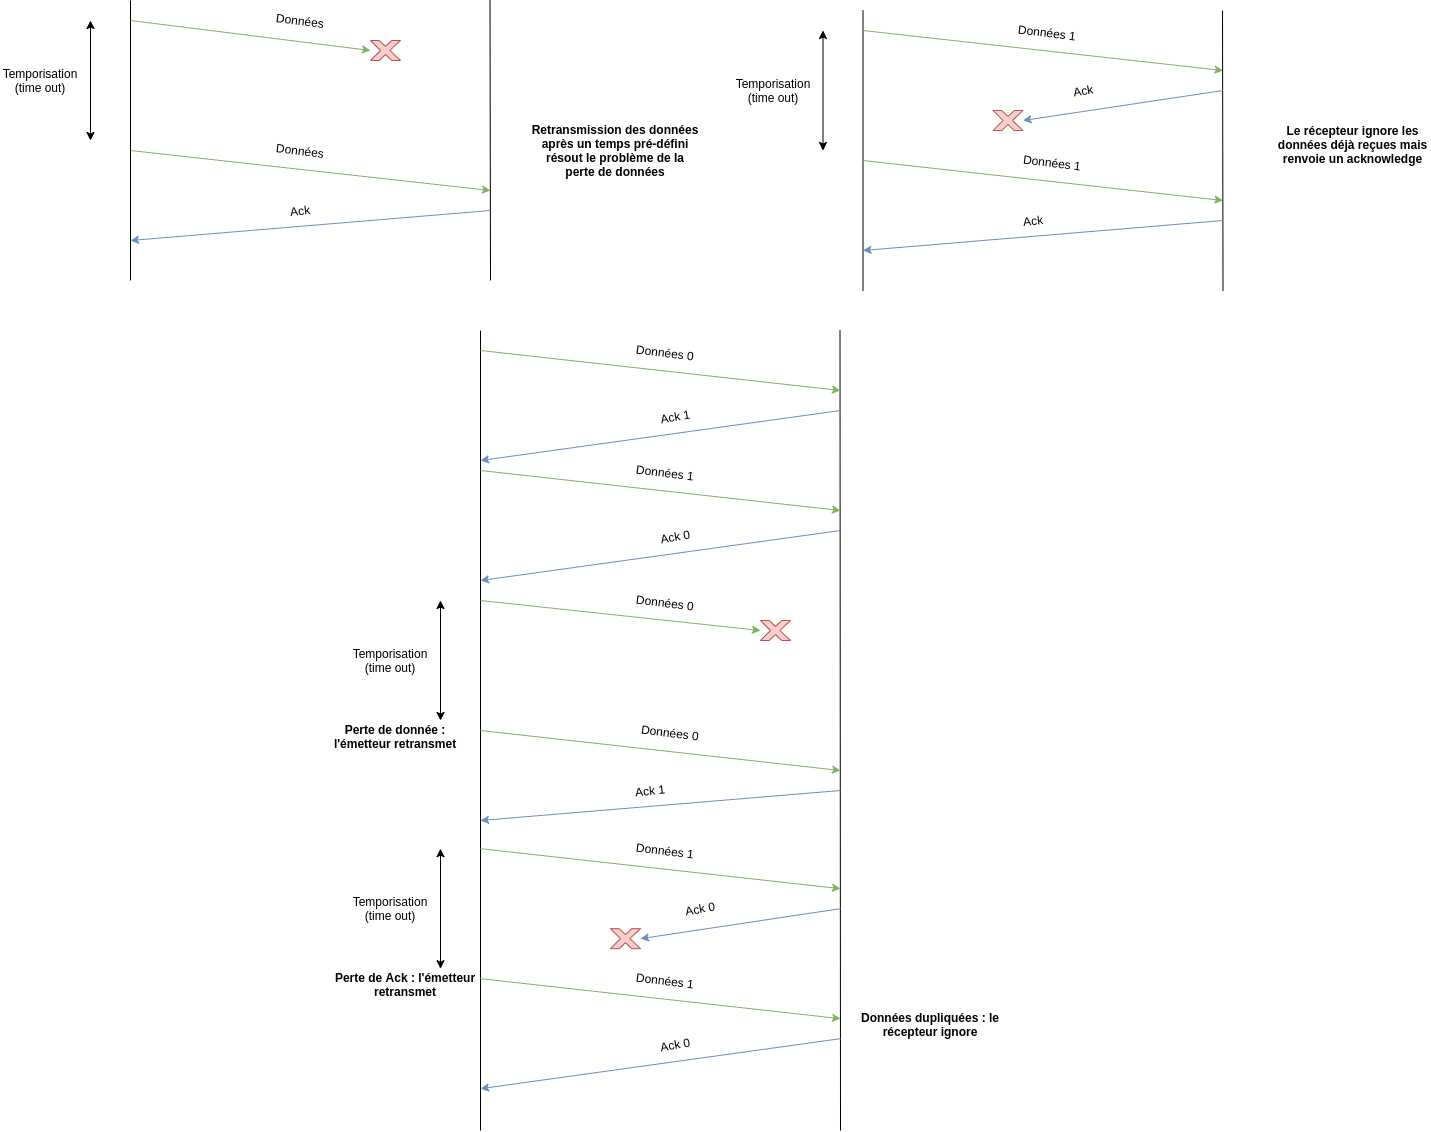 Données
Temporisation
(time out)
Données
Ack
Retransmission des données
après un temps pré-défini
résout le problème de la
perte de données
Données 1
Temporisation
(time out)
Ack
Données 1
Ack
Le récepteur ignore les
données déjà reçues mais
renvoie un acknowledge
Données 0
Ack 1
Données 1
Ack 0
Données 0
Temporisation
(time out)
Perte de donnée :
l'émetteur retransmet
Données 0
Ack 1
Données 1
Temporisation
(time out)
Ack 0
Perte de Ack : l'émetteur
retransmet
Données 1
Données dupliquées : le
récepteur ignore
Ack 0